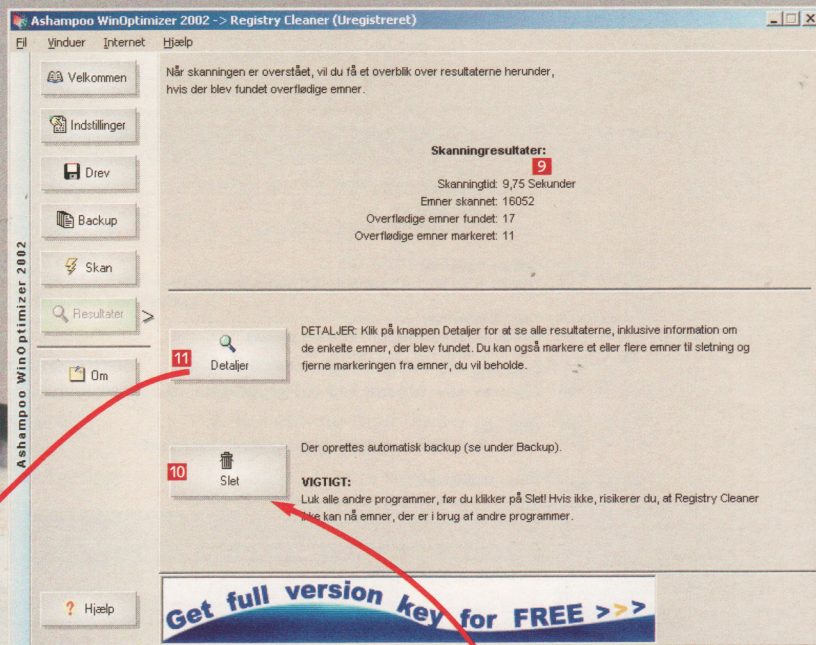 Ashampoo WinOptimizer 2002 -> Registry Cleaner (Uregistreret)
Fil Vinduer Internet Hjælp
Ashampoo WinOptimizer 2002
Velkommen
Indstillinger
Drev
Backup
Skan
Resultater >
Om
Hjælp
Når skanningen er overstået, vil du få et overblik over resultaterne herunder,
hvis der blev fundet overflødige emner.
Skanningresultater:
9
Skanningtid: 9,75 Sekunder
Emner skannet: 16052
Overflødige emner fundet: 17
Overflødige emner markeret: 11
11
Detaljer
DETALJER: Klik på knappen Detaljer for at se alle resultaterne, inklusive information om
de enkelte emner, der blev fundet. Du kan også markere et eller flere emner til sletning og
fjerne markeringen fra emner, du vil beholde.
10
Slet
Der oprettes automatisk backup (se under Backup).
VIGTIGT:
Luk alle andre programmer, før du klikker på Slet! Hvis ikke, risikerer du, at Registry Cleaner
ikke kan nå emner, der er i brug af andre programmer.
Get full version key for FREE >>>